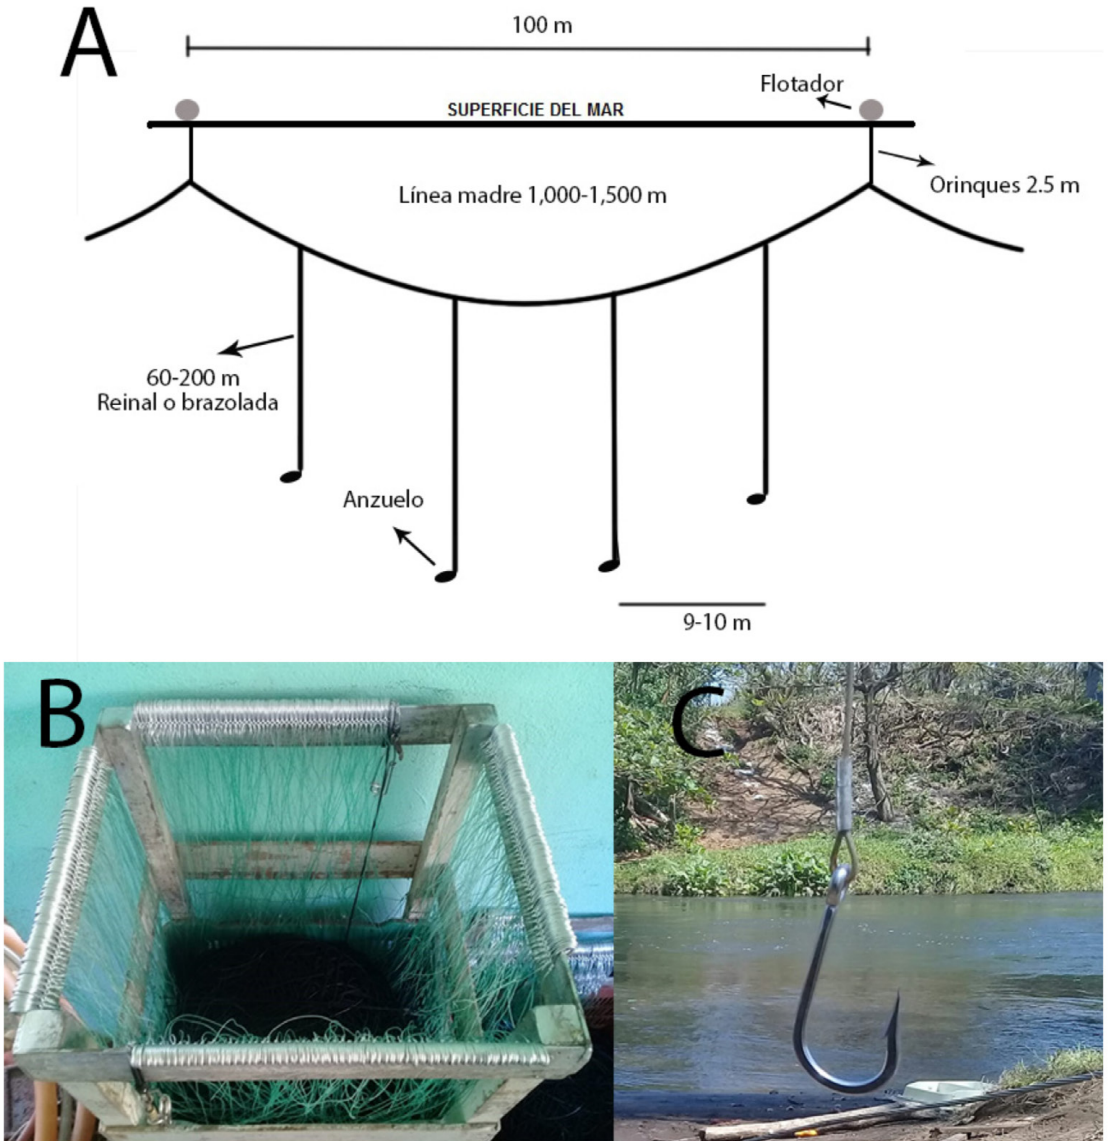 A
100 m
Flotador
SUPERFICIE DEL MAR
Orinques 2.5 m
Línea madre 1,000-1,500 m
60-200 m
Reinal o brazolada
Anzuelo
9-10 m
B
C